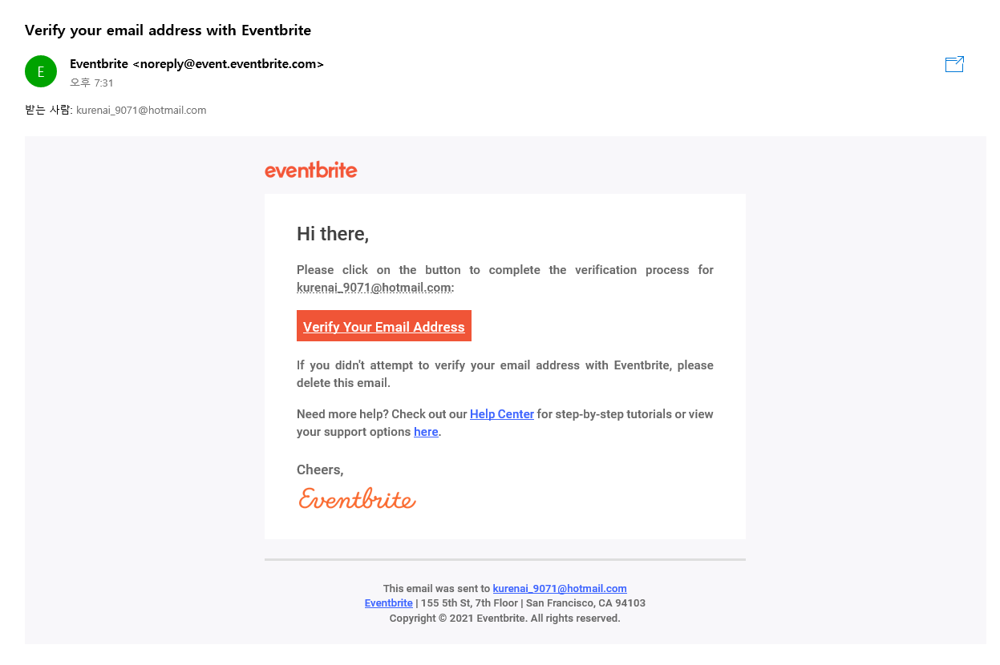 Verify your email address with Eventbrite
E
Eventbrite <noreply@event.eventbrite.com>
오후 7:31
받는 사람: kurenai_9071@hotmail.com
eventbrite
Hi there,
Please click on the button to complete the verification process for
kurenai_9071@hotmail.com:
Verify Your Email Address
If you didn't attempt to verify your email address with Eventbrite, please
delete this email.
Need more help? Check out our Help Center for step-by-step tutorials or view
your support options here.
Cheers,
Eventbrite
This email was sent to kurenai_9071@hotmail.com
Eventbrite | 155 5th St, 7th Floor | San Francisco, CA 94103
Copyright © 2021 Eventbrite. All rights reserved.